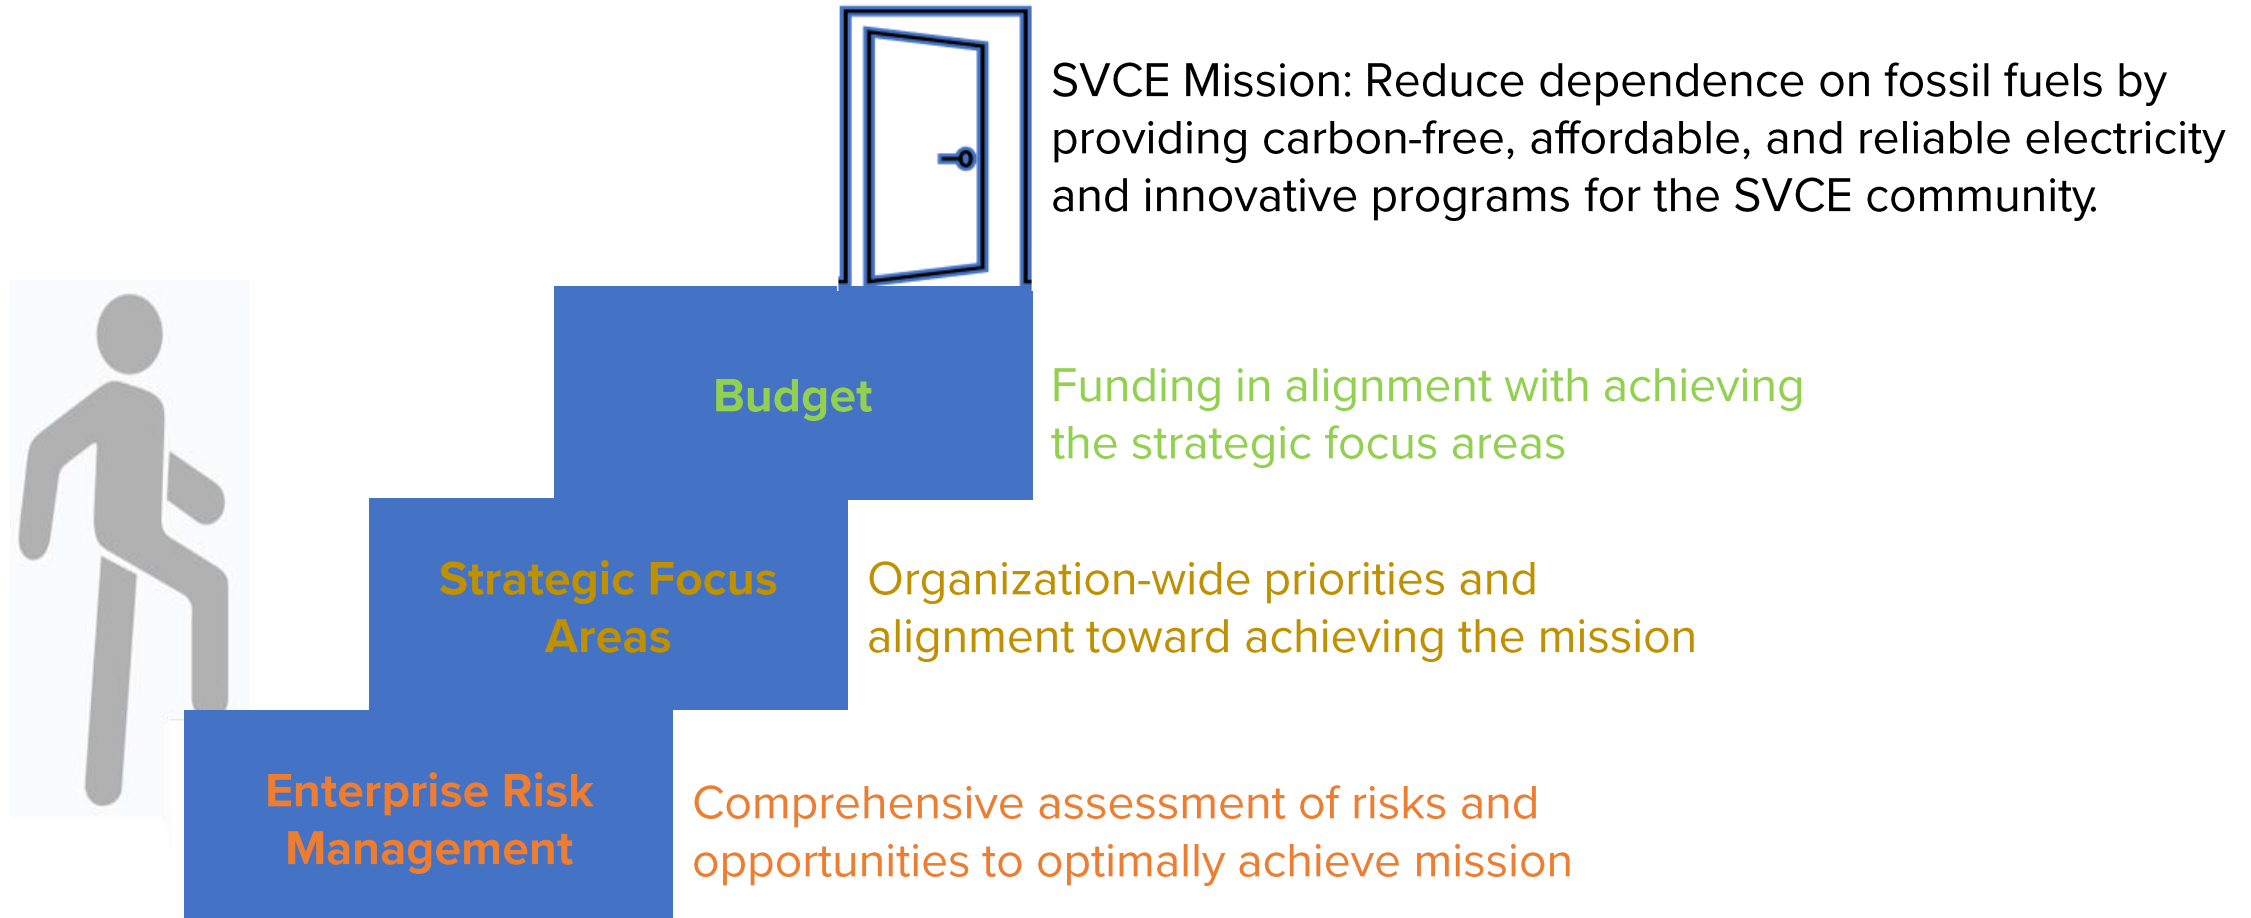 SVCE Mission: Reduce dependence on fossil fuels by
providing carbon-free, affordable, and reliable electricity
and innovative programs for the SVCE community.
Budget
Funding in alignment with achieving
the strategic focus areas
Strategic Focus
Areas
Organization-wide priorities and
alignment toward achieving the mission
Enterprise Risk
Management
Comprehensive assessment of risks and
opportunities to optimally achieve mission